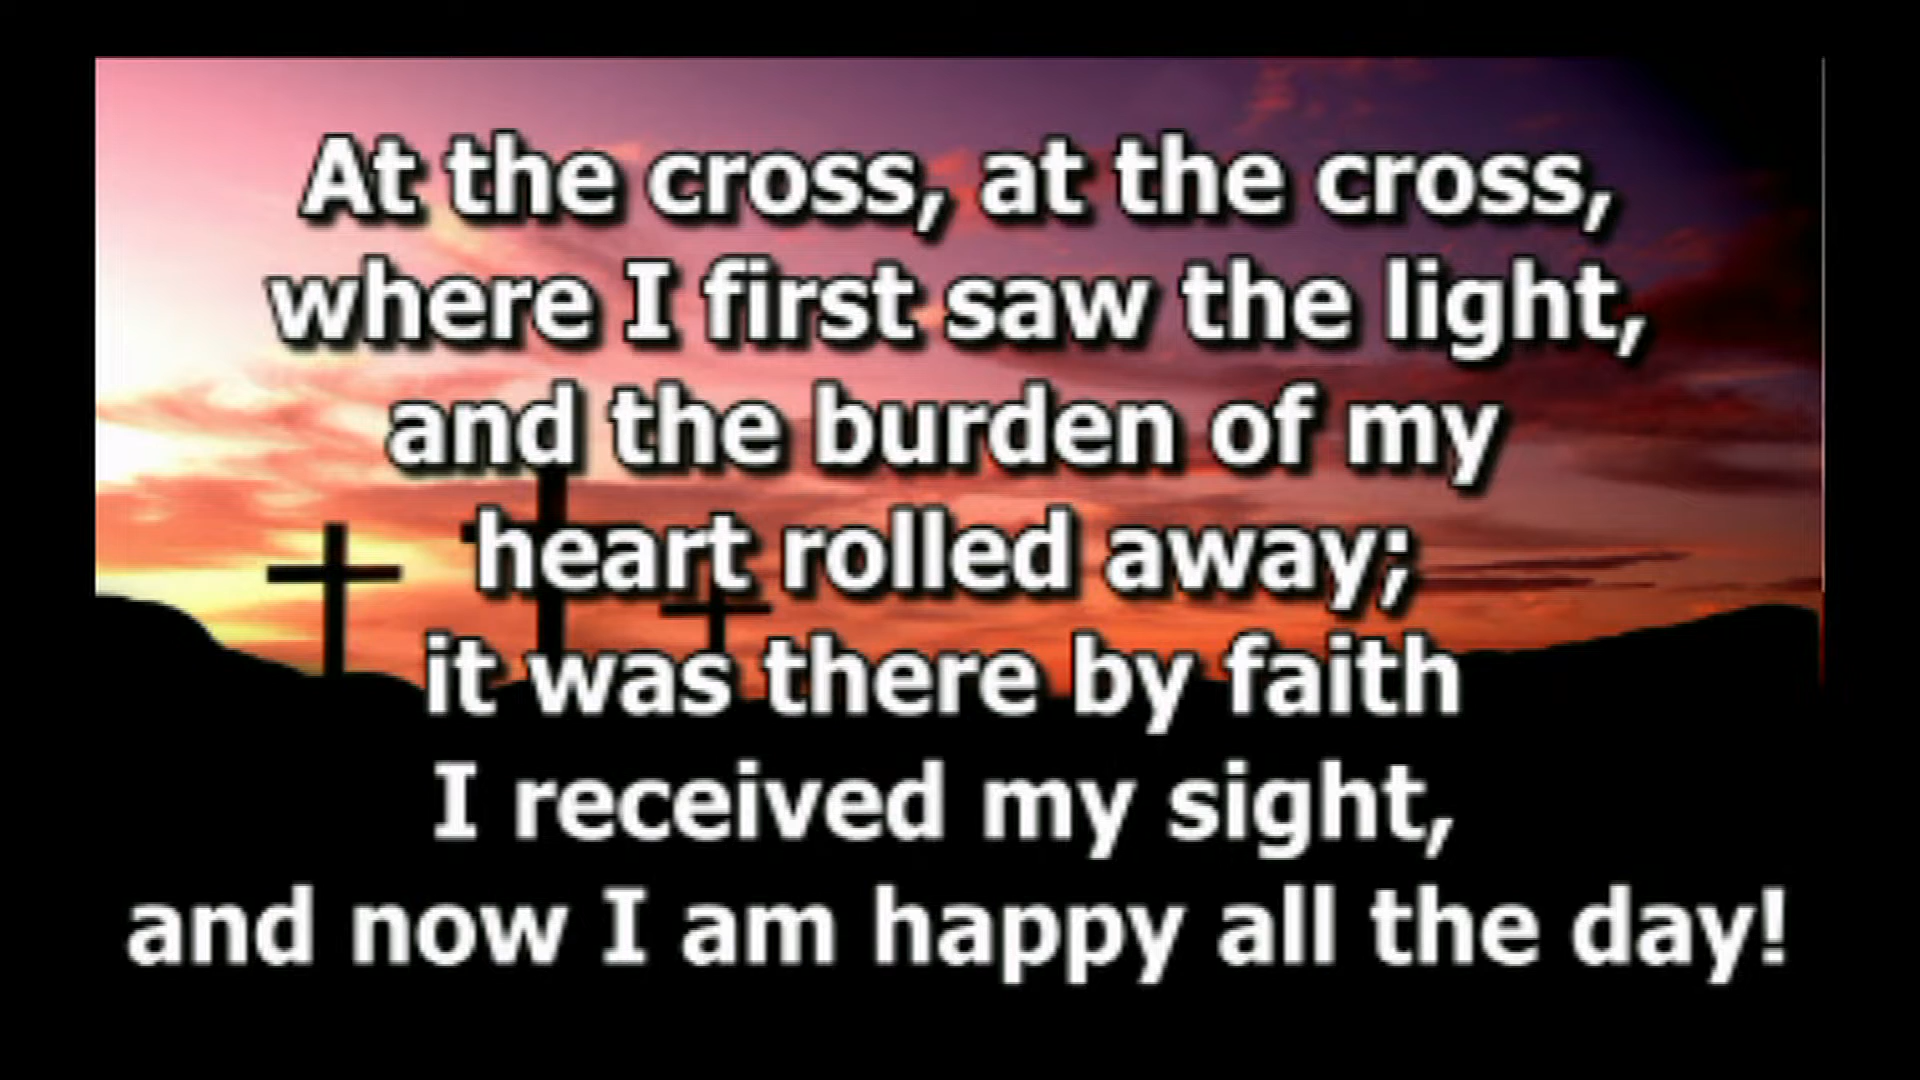 At the cross, at the cross,
where I first saw the light,
and the burden of my
heart rolled away;
it was there by faith
I received my sight,
and now I am happy all the day!